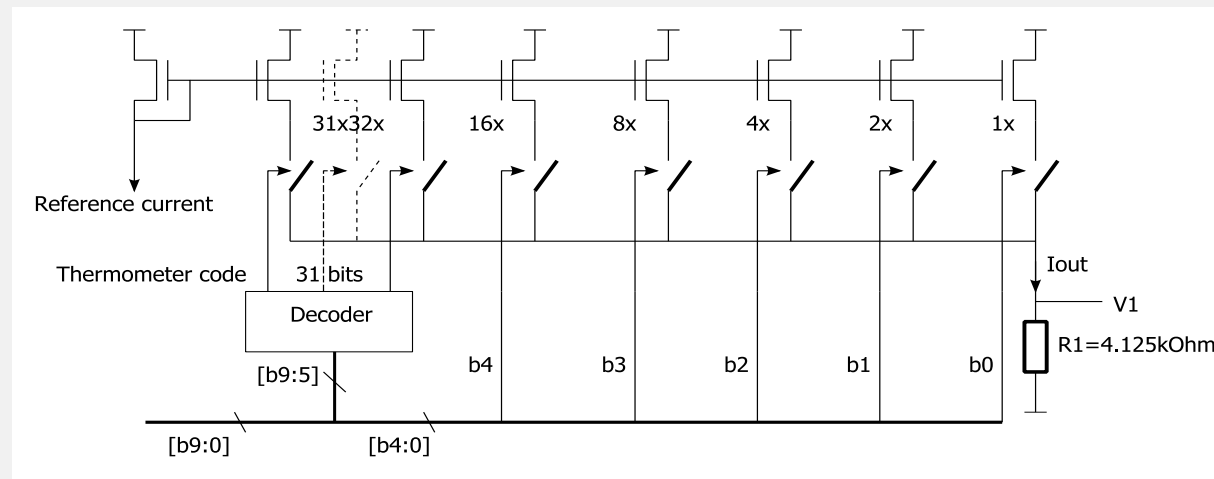 31x32x 16x 8x 4x 2x 1x
Reference current
Iout
Thermometer code 31 bits
V1
Decoder
R1=4.125kOhm
[b9:5] b4 b3 b2 b1 b0
[b9:0] [b4:0]